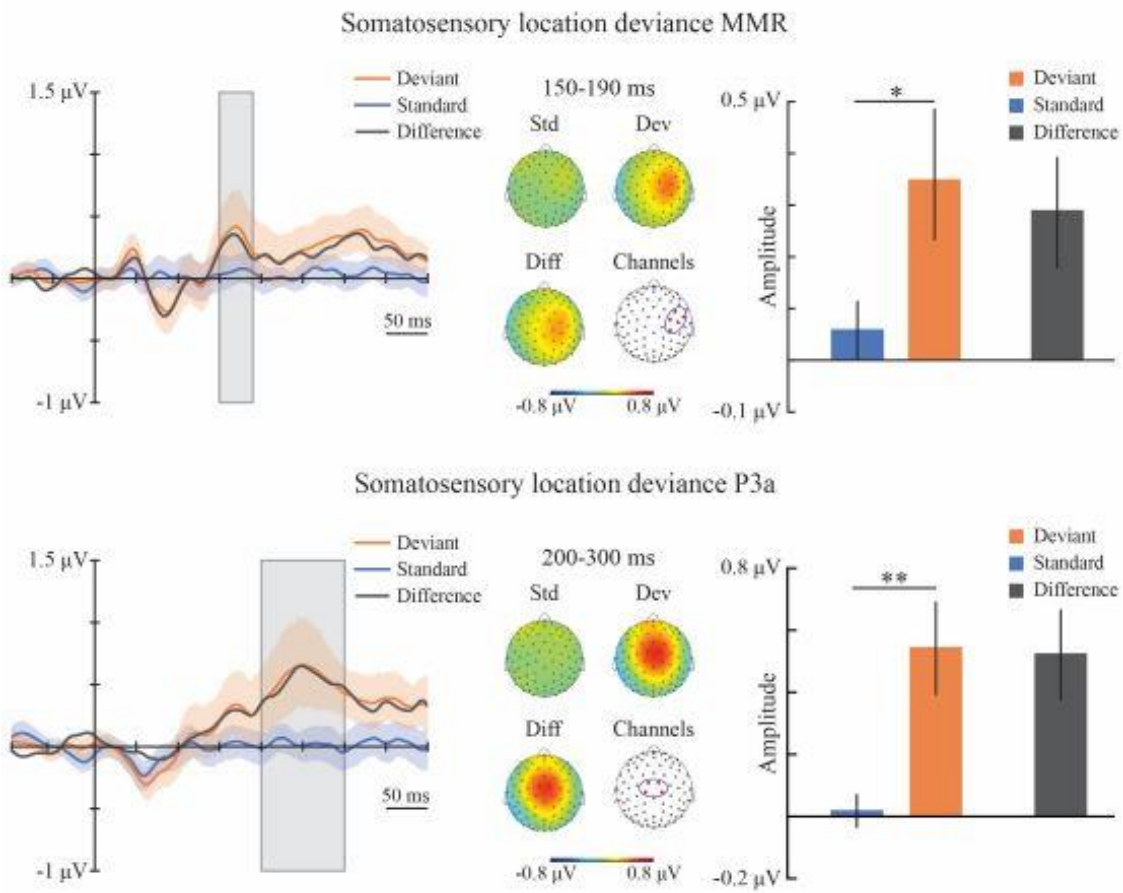 Somatosensory location deviance MMR
1.5 µV
Deviant
Standard
Difference
-1 µV
50 ms
150-190 ms
Std
Dev
Diff
Channels
-0.8 µV
0.8 µV
0.5 µV
*
Deviant
Standard
Difference
Amplitude
-0.1 µV
Somatosensory location deviance P3a
1.5 µV
Deviant
Standard
Difference
-1 µV
50 ms
200-300 ms
Std
Dev
Diff
Channels
-0.8 µV
0.8 µV
0.8 µV
**
Deviant
Standard
Difference
Amplitude
-0.2 µV